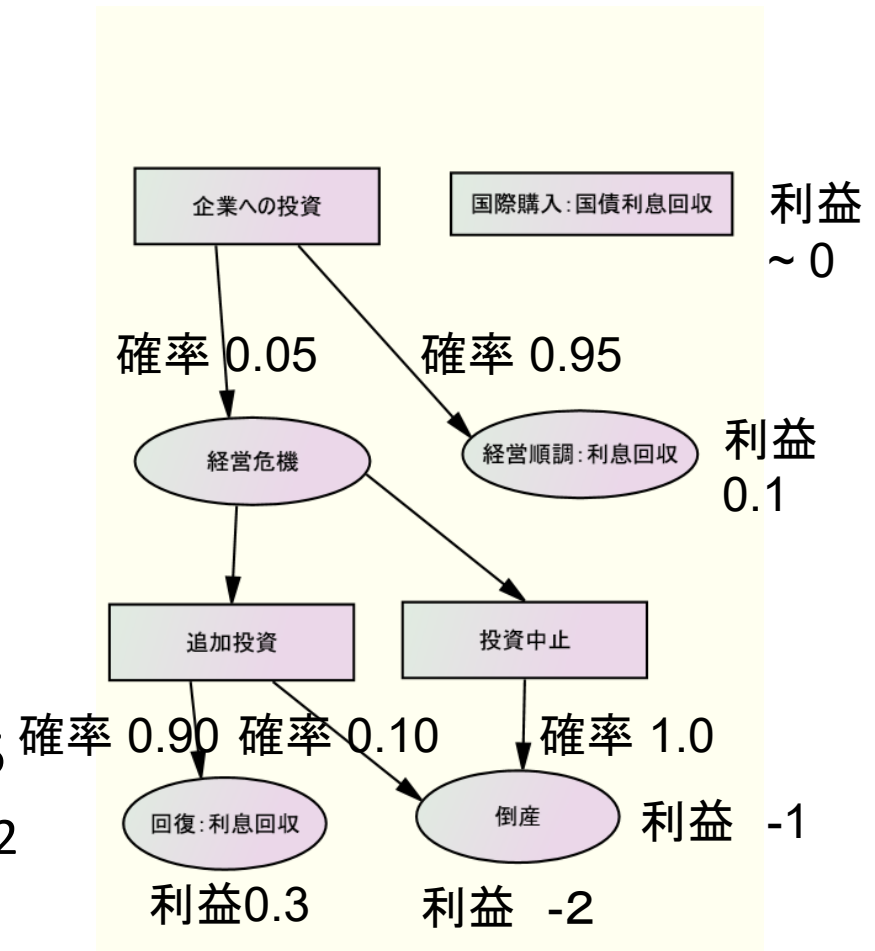 企業への投資
国際購入:国債利息回収
利益
~ 0
確率 0.05
確率 0.95
経営危機
経営順調:利息回収
利益
0.1
追加投資
投資中止
確率 0.90
確率 0.10
確率 1.0
2
回復:利息回収
倒産
利益 -1
利益0.3
利益 -2